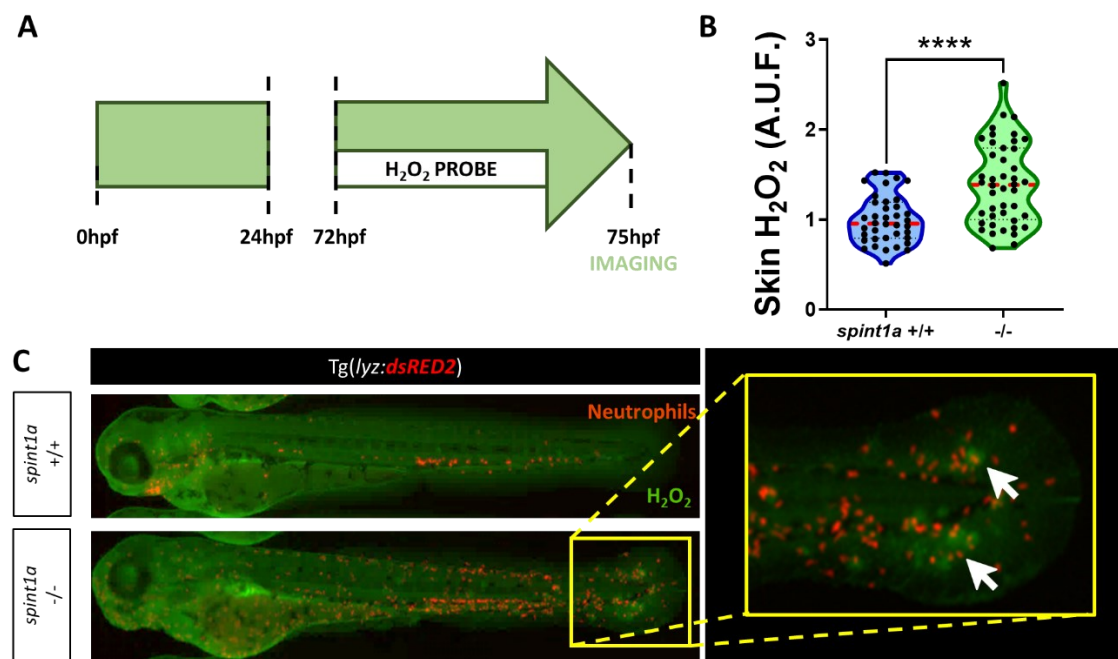 A
H₂O₂ PROBE
0hpf
24hpf
72hpf
75hpf
IMAGING
B
Skin H₂O₂ (A.U.F.)
3
2
1
0
****
spint1a +/+
-/-
C
Tg(lyz:dsRED2)
spint1a
+/+
Neutrophils
H₂O₂
spint1a
-/-